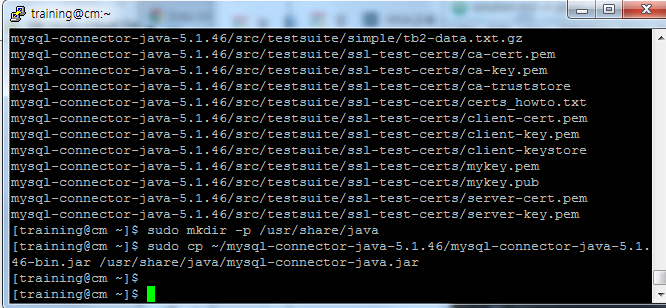 training@cm:~
mysql-connector-java-5.1.46/src/testsuite/simple/tb2-data.txt.gz
mysql-connector-java-5.1.46/src/testsuite/ssl-test-certs/ca-cert.pem
mysql-connector-java-5.1.46/src/testsuite/ssl-test-certs/ca-key.pem
mysql-connector-java-5.1.46/src/testsuite/ssl-test-certs/ca-truststore
mysql-connector-java-5.1.46/src/testsuite/ssl-test-certs/certs_howto.txt
mysql-connector-java-5.1.46/src/testsuite/ssl-test-certs/client-cert.pem
mysql-connector-java-5.1.46/src/testsuite/ssl-test-certs/client-key.pem
mysql-connector-java-5.1.46/src/testsuite/ssl-test-certs/client-keystore
mysql-connector-java-5.1.46/src/testsuite/ssl-test-certs/mykey.pem
mysql-connector-java-5.1.46/src/testsuite/ssl-test-certs/mykey.pub
mysql-connector-java-5.1.46/src/testsuite/ssl-test-certs/server-cert.pem
mysql-connector-java-5.1.46/src/testsuite/ssl-test-certs/server-key.pem
[training@cm ~]$ sudo mkdir -p /usr/share/java
[training@cm ~]$ sudo cp ~/mysql-connector-java-5.1.46/mysql-connector-java-5.1.
46-bin.jar /usr/share/java/mysql-connector-java.jar
[training@cm ~]$
[training@cm ~]$